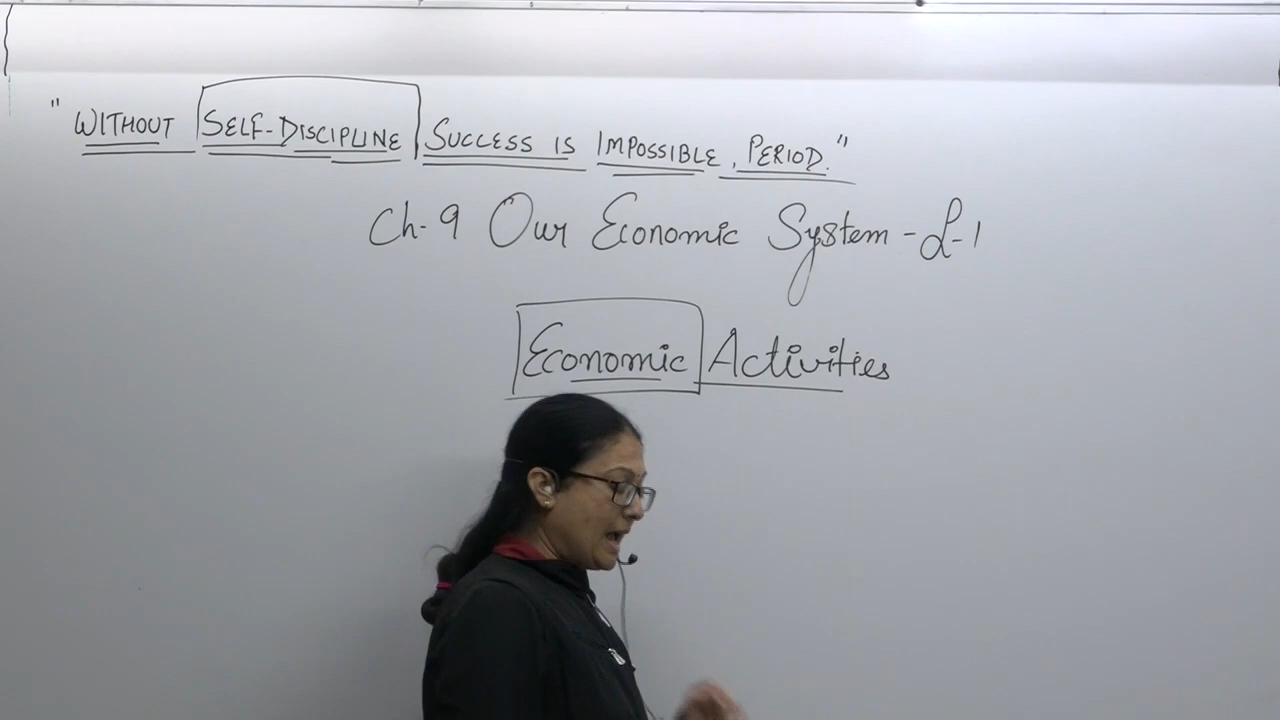 "WITHOUT SELF-DISCIPLINE SUCCESS IS IMPOSSIBLE, PERIOD."
Ch-9 Our Economic System - L-1
Economic Activities